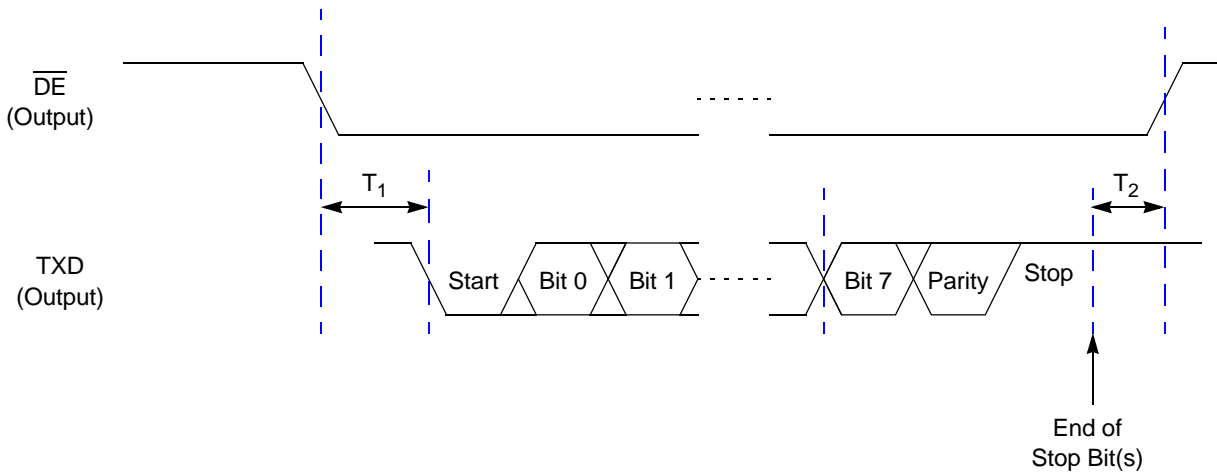 DE
(Output)
T1
T2
TXD
(Output)
Start
Bit 0
Bit 1
Bit 7
Parity
Stop
End of
Stop Bit(s)